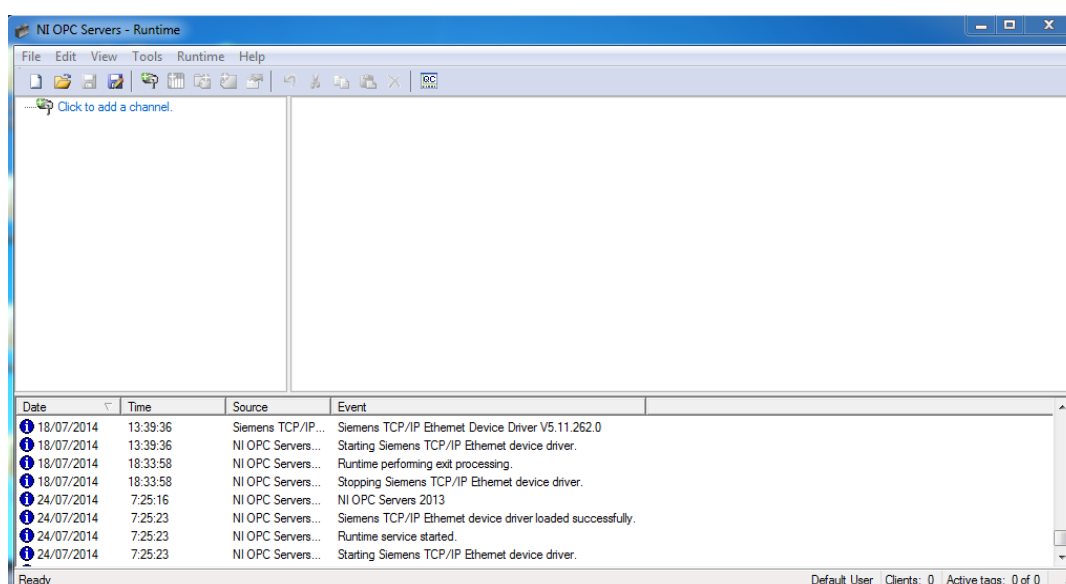 NI OPC Servers - Runtime
File Edit View Tools Runtime Help
QC
Click to add a channel.
Date Time Source Event
18/07/2014 13:39:36 Siemens TCP/IP... Siemens TCP/IP Ethernet Device Driver V5.11.262.0
18/07/2014 13:39:36 NI OPC Servers... Starting Siemens TCP/IP Ethernet device driver.
18/07/2014 18:33:58 NI OPC Servers... Runtime performing exit processing.
18/07/2014 18:33:58 NI OPC Servers... Stopping Siemens TCP/IP Ethernet device driver.
24/07/2014 7:25:16 NI OPC Servers... NI OPC Servers 2013
24/07/2014 7:25:23 NI OPC Servers... Siemens TCP/IP Ethernet device driver loaded successfully.
24/07/2014 7:25:23 NI OPC Servers... Runtime service started.
24/07/2014 7:25:23 NI OPC Servers... Starting Siemens TCP/IP Ethernet device driver.
Ready Default User Clients: 0 Active tags: 0 of 0